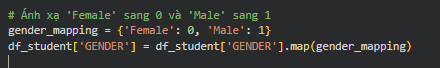 # Ánh xạ 'Female' sang 0 và 'Male' sang 1
gender_mapping = {'Female': 0, 'Male': 1}
df_student['GENDER'] = df_student['GENDER'].map(gender_mapping)